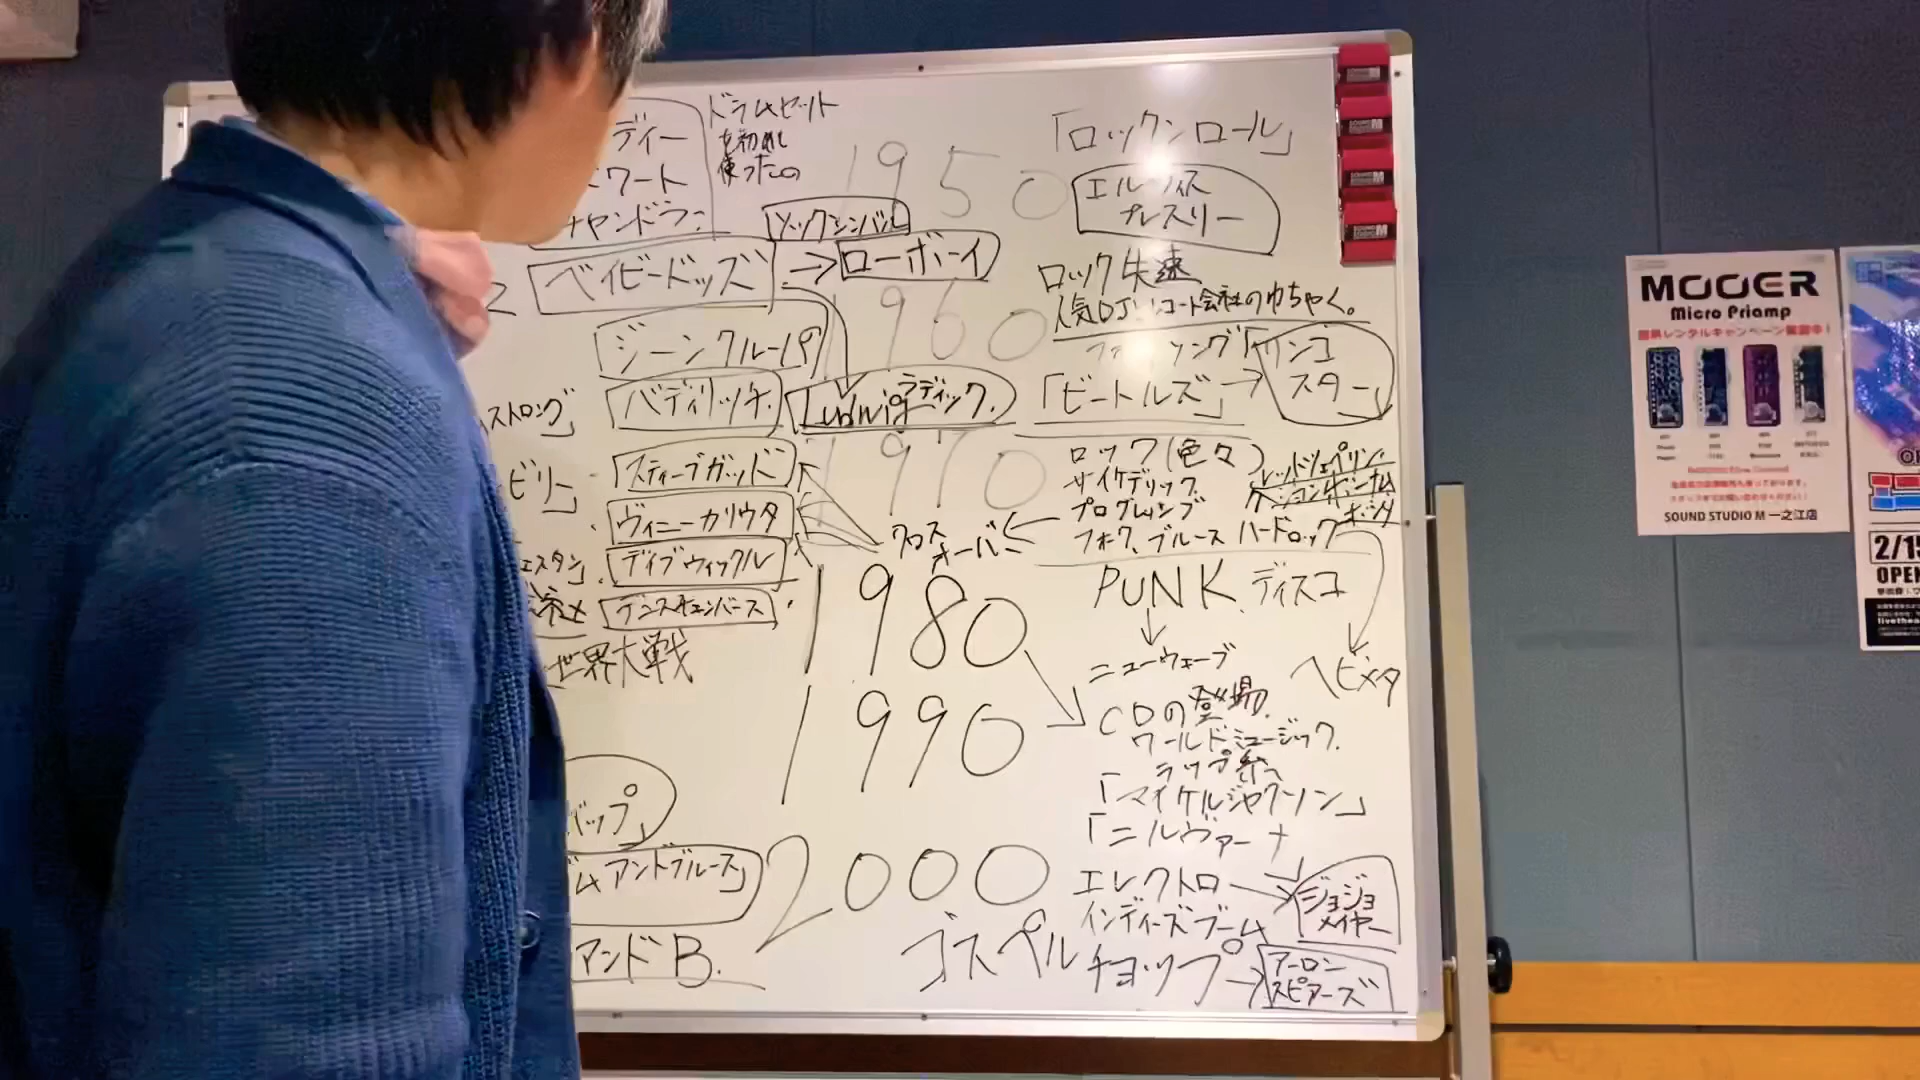 ディー
ワート
チャンドラー
ドラムセット
を初めし
使ったの
ソックシンバル
ベイビードッズ → ローボーイ
ジーンクルーパ
バディリッチ.
Ludwig ラディック.
ストロング」
ビリー」
スティーブガッド
ヴィニーカリウタ
デイブウィックル
エスタン」
デニスチェンバース
世界大戦
バップ」
ムアンドブルース」
アンドB.
1950
1960
1970
1980
1990
2000
「ロックンロール」
エルヴィス
プレスリー
ロック失速
人気DJ レコード会社のゆちゃく。
「ビートルズ」→
リンゴ
スター
ロック(色々)
サイケデリック
プログレッシブ
フォーク、ブルース ハードロック
レッドツェペリン
ジョンボーナム
クロス
オーバー
PUNK、ディスコ
ニューウェーブ
ヘビメタ
CDの登場.
ワールドミュージック.
ラップ系
「マイケルジャクソン」
「ニルヴァーナ」
エレクトロ
ジョジョ
メイヤー
インディーズブーム
ゴスペル チョップ→
アーロン
スピアーズ
MOOER
Micro Priamp
レンタルキャンペーン
SOUND STUDIO M 一之江店
2/15
OPEN